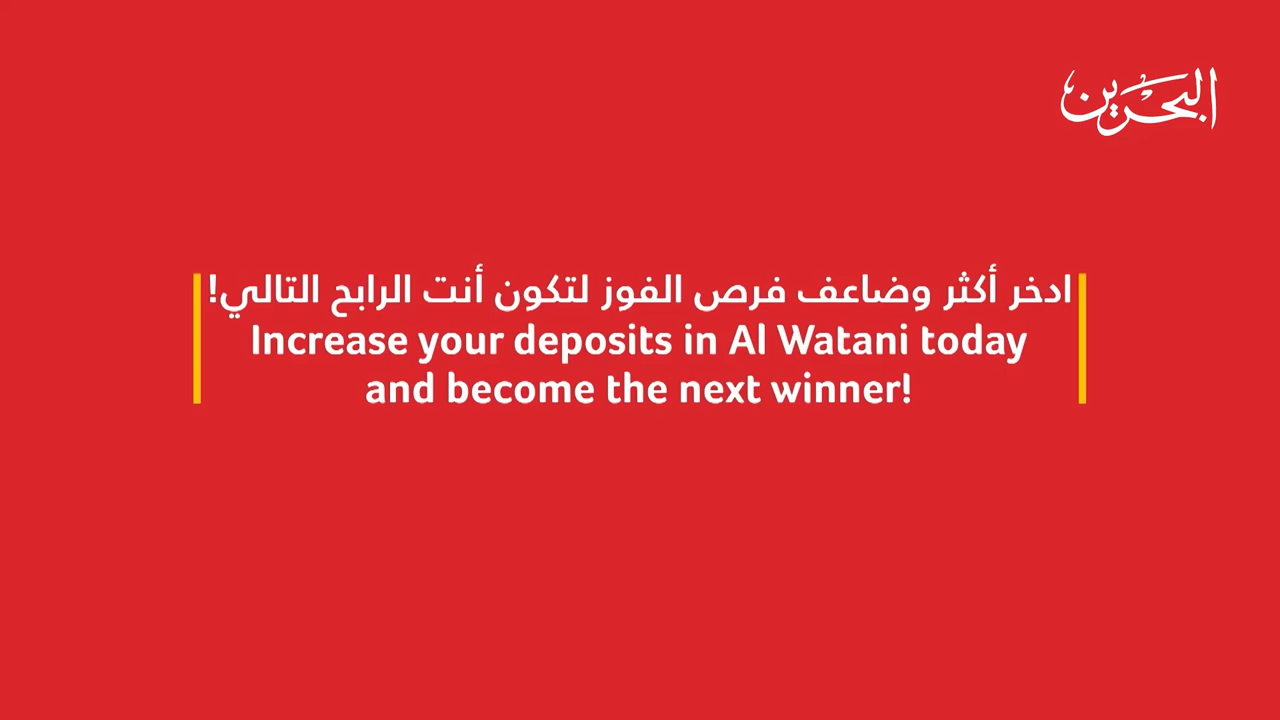 البحرين
ادخر أكثر وضاعف فرص الفوز لتكون أنت الرابح التالي!
Increase your deposits in Al Watani today
and become the next winner!